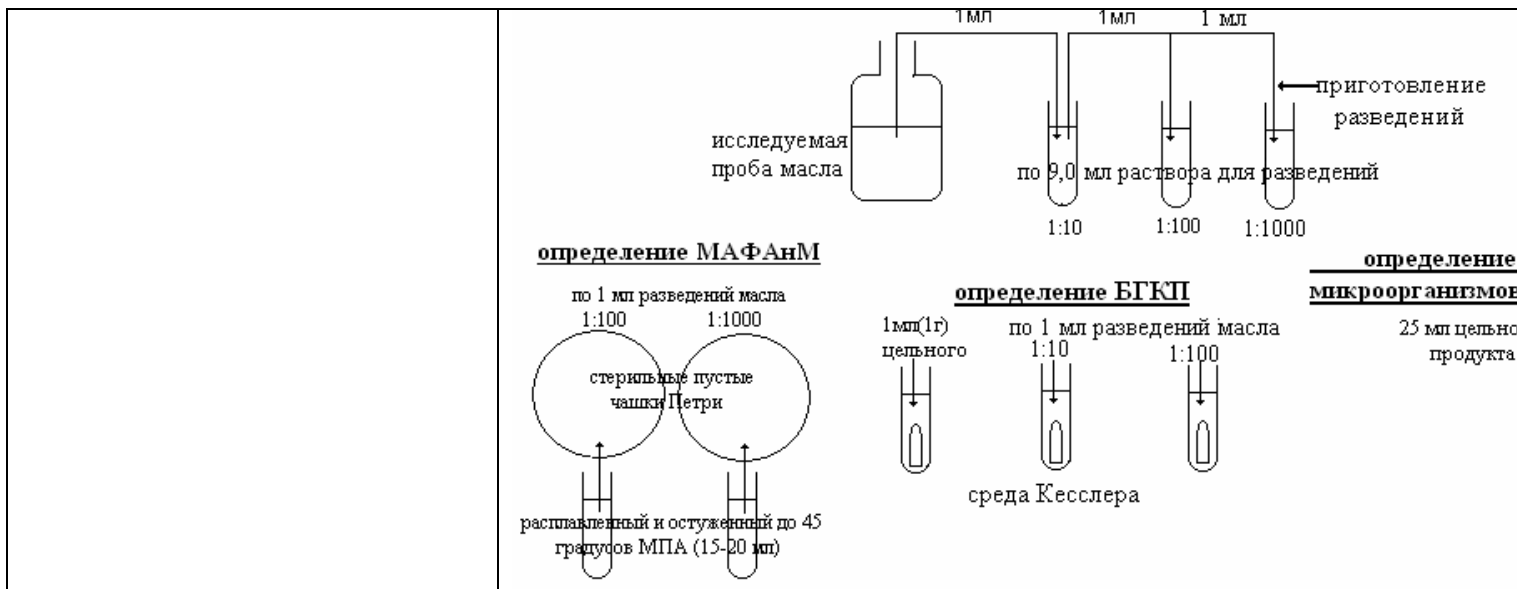 1мл 1мл 1 мл
приготовление
разведений
исследуемая
проба масла
по 9,0 мл раствора для разведений
1:10 1:100 1:1000
определение МАФАнМ
по 1 мл разведений масла
1:100 1:1000
стерильные пустые
чашки Петри
расплавленный и остуженный до 45
градусов МПА (15-20 мл)
определение БГКП
1мл(1г)
цельного
по 1 мл разведений масла
1:10 1:100
среда Кесслера
определение
микроорганизмов
25 мл цельно
продукта